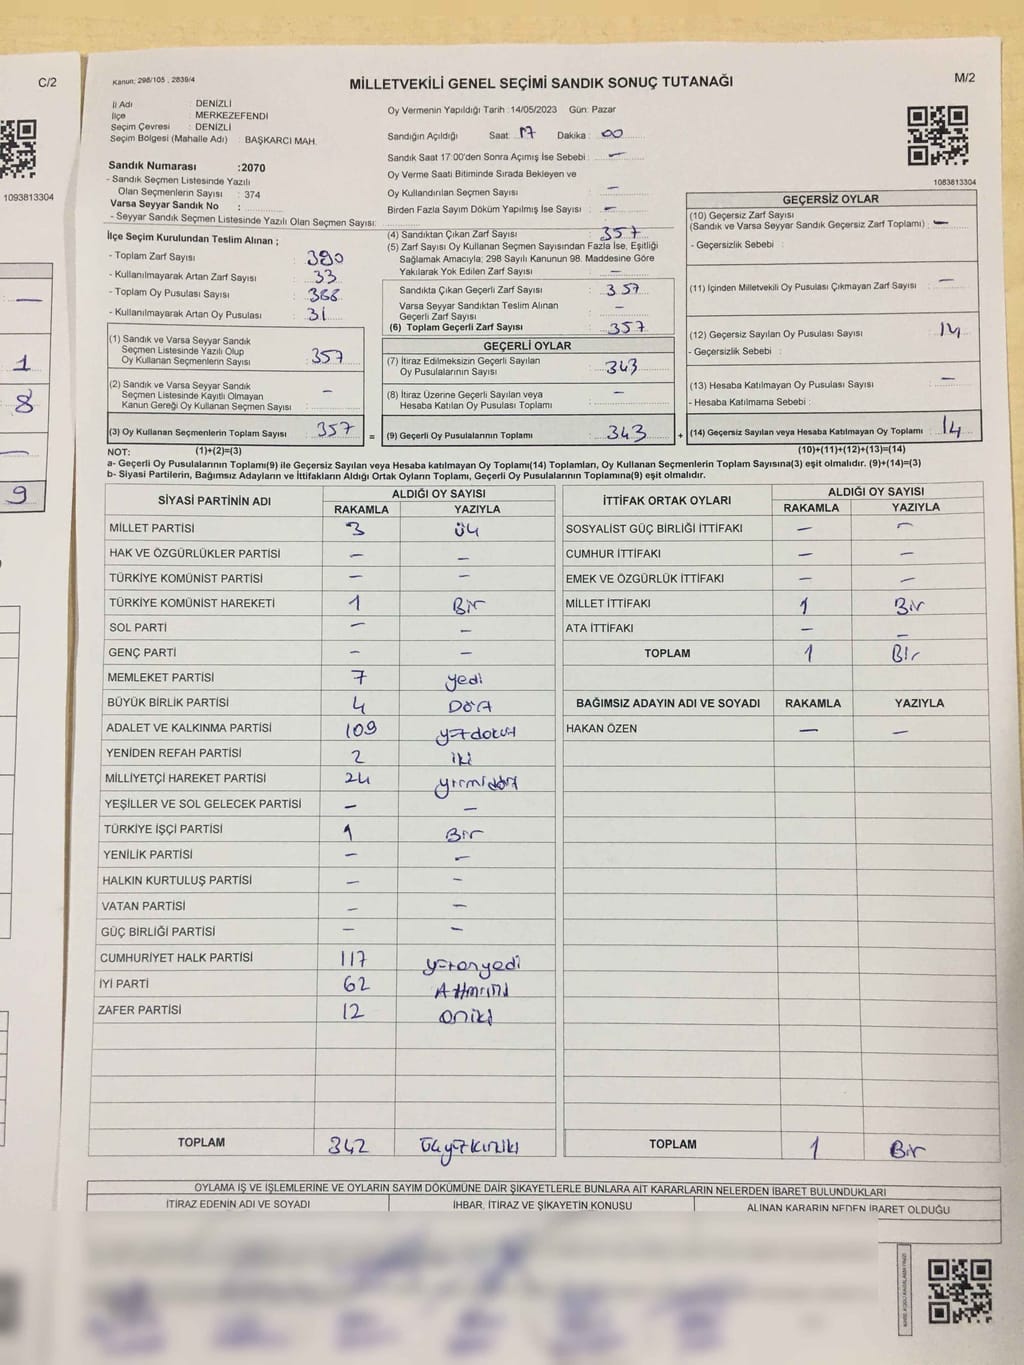 C/2
1093813304
1
8
9
Kanun: 298/105 , 2839/4
MİLLETVEKİLİ GENEL SEÇİMİ SANDIK SONUÇ TUTANAĞI
M/2
İl Adı : DENİZLİ
İlçe : MERKEZEFENDİ
Seçim Çevresi : DENİZLİ
Seçim Bölgesi (Mahalle Adı) : BAŞKARCI MAH.
Sandık Numarası :2070
- Sandık Seçmen Listesinde Yazılı
Olan Seçmenlerin Sayısı : 374
Varsa Seyyar Sandık No :
- Seyyar Sandık Seçmen Listesinde Yazılı Olan Seçmen Sayısı:
İlçe Seçim Kurulundan Teslim Alınan ;
- Toplam Zarf Sayısı : 390
- Kullanılmayarak Artan Zarf Sayısı : 33
- Toplam Oy Pusulası Sayısı : 388
- Kullanılmayarak Artan Oy Pusulası : 31
(1) Sandık ve Varsa Seyyar Sandık
Seçmen Listesinde Yazılı Olup
Oy Kullanan Seçmenlerin Sayısı : 357
(2) Sandık ve Varsa Seyyar Sandık
Seçmen Listesinde Kayıtlı Olmayan
Kanun Gereği Oy Kullanan Seçmen Sayısı : –
(3) Oy Kullanan Seçmenlerin Toplam Sayısı : 357
Oy Vermenin Yapıldığı Tarih :14/05/2023 Gün: Pazar
Sandığın Açıldığı Saat: 17 Dakika : 00
Sandık Saat 17:00'den Sonra Açımış İse Sebebi : –
Oy Verme Saati Bitiminde Sırada Bekleyen ve
Oy Kullandırılan Seçmen Sayısı : –
Birden Fazla Sayım Döküm Yapılmış İse Sayısı : –
(4) Sandıktan Çıkan Zarf Sayısı : 357
(5) Zarf Sayısı Oy Kullanan Seçmen Sayısından Fazla İse, Eşitliği
Sağlamak Amacıyla; 298 Sayılı Kanunun 98. Maddesine Göre
Yakılarak Yok Edilen Zarf Sayısı : –
Sandıkta Çıkan Geçerli Zarf Sayısı : 357
Varsa Seyyar Sandıktan Teslim Alınan
Geçerli Zarf Sayısı : –
(6) Toplam Geçerli Zarf Sayısı : 357
GEÇERLİ OYLAR
(7) İtiraz Edilmeksizin Geçerli Sayılan
Oy Pusulalarının Sayısı : 343
(8) İtiraz Üzerine Geçerli Sayılan veya
Hesaba Katılan Oy Pusulası Toplamı : –
= (9) Geçerli Oy Pusulalarının Toplamı : 343
1083813304
GEÇERSİZ OYLAR
(10) Geçersiz Zarf Sayısı
(Sandık ve Varsa Seyyar Sandık Geçersiz Zarf Toplamı) : –
- Geçersizlik Sebebi :
(11) İçinden Milletvekili Oy Pusulası Çıkmayan Zarf Sayısı : –
(12) Geçersiz Sayılan Oy Pusulası Sayısı : 14
- Geçersizlik Sebebi :
(13) Hesaba Katılmayan Oy Pusulası Sayısı : –
- Hesaba Katılmama Sebebi :
+ (14) Geçersiz Sayılan veya Hesaba Katılmayan Oy Toplamı : 14
NOT: (1)+(2)=(3) (10)+(11)+(12)+(13)=(14)
a- Geçerli Oy Pusulalarının Toplamı(9) ile Geçersiz Sayılan veya Hesaba katılmayan Oy Toplamı(14) Toplamları, Oy Kullanan Seçmenlerin Toplam Sayısına(3) eşit olmalıdır. (9)+(14)=(3)
b- Siyasi Partilerin, Bağımsız Adayların ve İttifakların Aldığı Ortak Oyların Toplamı, Geçerli Oy Pusulalarının Toplamına(9) eşit olmalıdır.
SİYASİ PARTİNİN ADI ALDIĞI OY SAYISI
RAKAMLA YAZIYLA
MİLLET PARTİSİ 3 üç
HAK VE ÖZGÜRLÜKLER PARTİSİ – –
TÜRKİYE KOMÜNİST PARTİSİ – –
TÜRKİYE KOMÜNİST HAREKETİ 1 Bir
SOL PARTİ – –
GENÇ PARTİ – –
MEMLEKET PARTİSİ 7 yedi
BÜYÜK BİRLİK PARTİSİ 4 Dört
ADALET VE KALKINMA PARTİSİ 109 yüzdokuz
YENİDEN REFAH PARTİSİ 2 iki
MİLLİYETÇİ HAREKET PARTİSİ 24 yirmidört
YEŞİLLER VE SOL GELECEK PARTİSİ – –
TÜRKİYE İŞÇİ PARTİSİ 1 Bir
YENİLİK PARTİSİ – –
HALKIN KURTULUŞ PARTİSİ – –
VATAN PARTİSİ – –
GÜÇ BİRLİĞİ PARTİSİ – –
CUMHURİYET HALK PARTİSİ 117 yüzonyedi
İYİ PARTİ 62 Atmışiki
ZAFER PARTİSİ 12 oniki
TOPLAM 342 üçyüzkırkiki
İTTİFAK ORTAK OYLARI ALDIĞI OY SAYISI
RAKAMLA YAZIYLA
SOSYALİST GÜÇ BİRLİĞİ İTTİFAKI – –
CUMHUR İTTİFAKI – –
EMEK VE ÖZGÜRLÜK İTTİFAKI – –
MİLLET İTTİFAKI 1 Bir
ATA İTTİFAKI – –
TOPLAM 1 Bir
BAĞIMSIZ ADAYIN ADI VE SOYADI RAKAMLA YAZIYLA
HAKAN ÖZEN – –
TOPLAM 1 Bir
OYLAMA İŞ VE İŞLEMLERİNE VE OYLARIN SAYIM DÖKÜMÜNE DAİR ŞİKAYETLERLE BUNLARA AİT KARARLARIN NELERDEN İBARET BULUNDUKLARI
İTİRAZ EDENİN ADI VE SOYADI İHBAR, İTİRAZ VE ŞİKAYETİN KONUSU ALINAN KARARIN NEDEN İBARET OLDUĞU